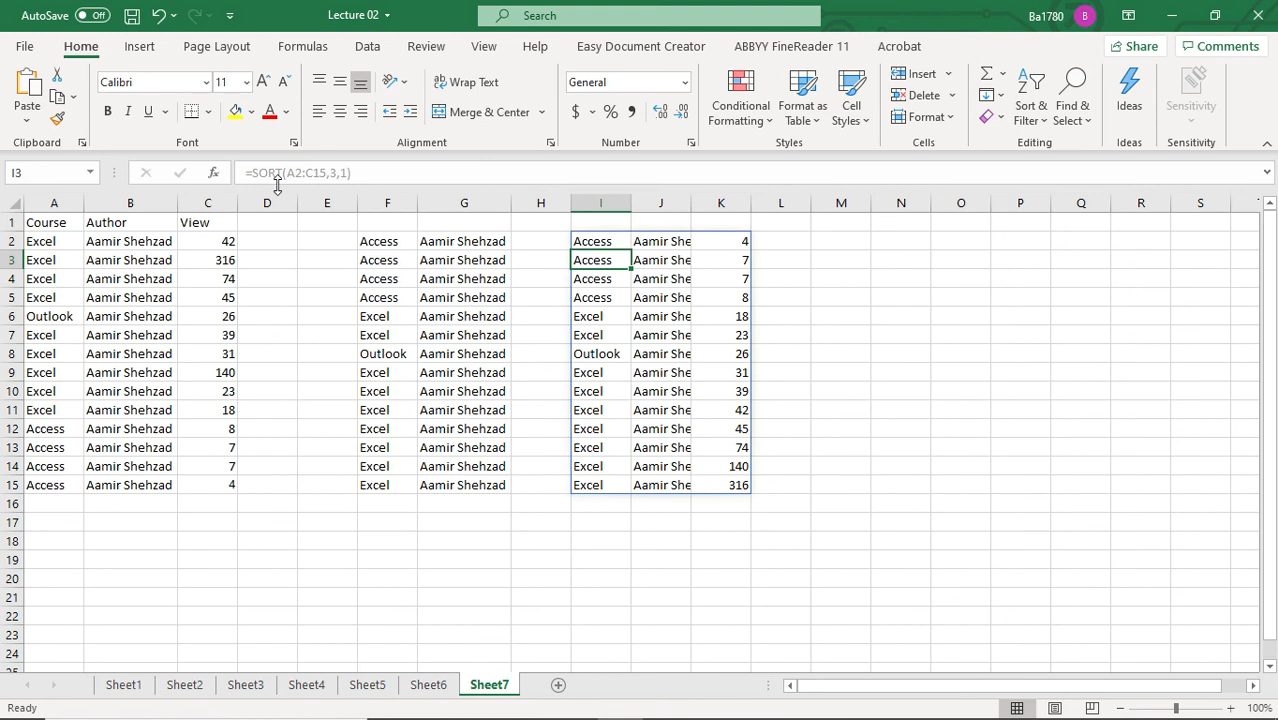 AutoSave Off Lecture 02 Search Ba1780 B
File Home Insert Page Layout Formulas Data Review View Help Easy Document Creator ABBYY FineReader 11 Acrobat Share Comments
Paste Calibri 11 A A Wrap Text General Conditional Formatting Format as Table Cell Styles Insert Σ Sort & Filter Find & Select Ideas Sensitivity
B I U A Merge & Center $ % , Delete
Format
Clipboard Font Alignment Number Styles Cells Editing Ideas Sensitivity
I3 fx =SORT(A2:C15,3,1)
A B C D E F G H I J K L M N O P Q R S
1 Course Author View
2 Excel Aamir Shehzad 42 Access Aamir Shehzad Access Aamir She 4
3 Excel Aamir Shehzad 316 Access Aamir Shehzad Access Aamir She 7
4 Excel Aamir Shehzad 74 Access Aamir Shehzad Access Aamir She 7
5 Excel Aamir Shehzad 45 Access Aamir Shehzad Access Aamir She 8
6 Outlook Aamir Shehzad 26 Excel Aamir Shehzad Excel Aamir She 18
7 Excel Aamir Shehzad 39 Excel Aamir Shehzad Excel Aamir She 23
8 Excel Aamir Shehzad 31 Outlook Aamir Shehzad Outlook Aamir She 26
9 Excel Aamir Shehzad 140 Excel Aamir Shehzad Excel Aamir She 31
10 Excel Aamir Shehzad 23 Excel Aamir Shehzad Excel Aamir She 39
11 Excel Aamir Shehzad 18 Excel Aamir Shehzad Excel Aamir She 42
12 Access Aamir Shehzad 8 Excel Aamir Shehzad Excel Aamir She 45
13 Access Aamir Shehzad 7 Excel Aamir Shehzad Excel Aamir She 74
14 Access Aamir Shehzad 7 Excel Aamir Shehzad Excel Aamir She 140
15 Access Aamir Shehzad 4 Excel Aamir Shehzad Excel Aamir She 316
16
17
18
19
20
21
22
23
24
Sheet1 Sheet2 Sheet3 Sheet4 Sheet5 Sheet6 Sheet7
Ready 100%